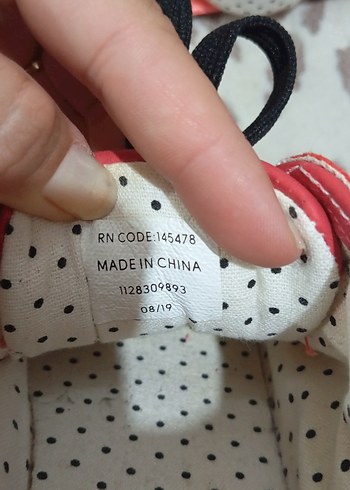 RN CODE:145478
MADE IN CHINA
1128309893
08/19